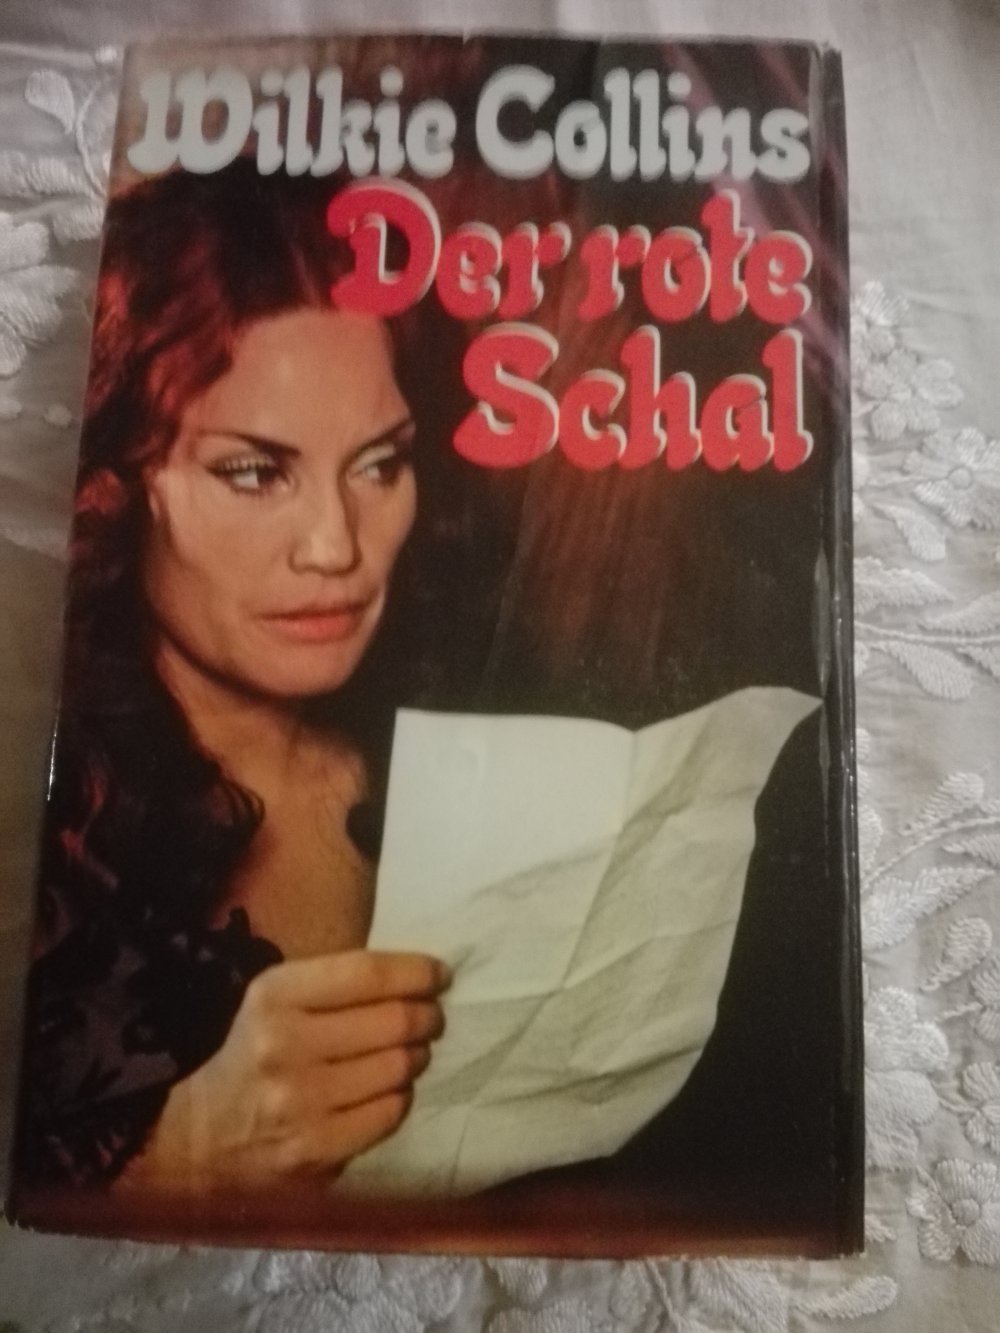 Wilkie Collins
Der rote
Schal